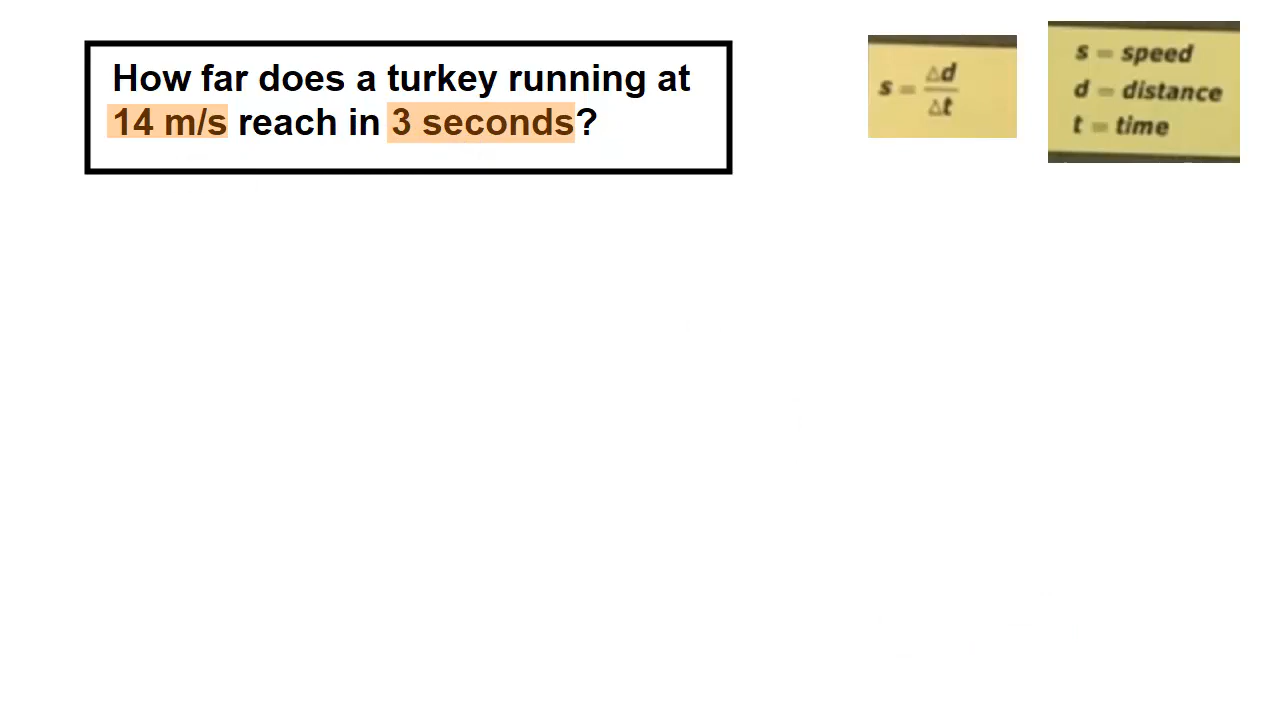 How far does a turkey running at
14 m/s reach in 3 seconds?
s = Δd/Δt
s = speed
d = distance
t = time